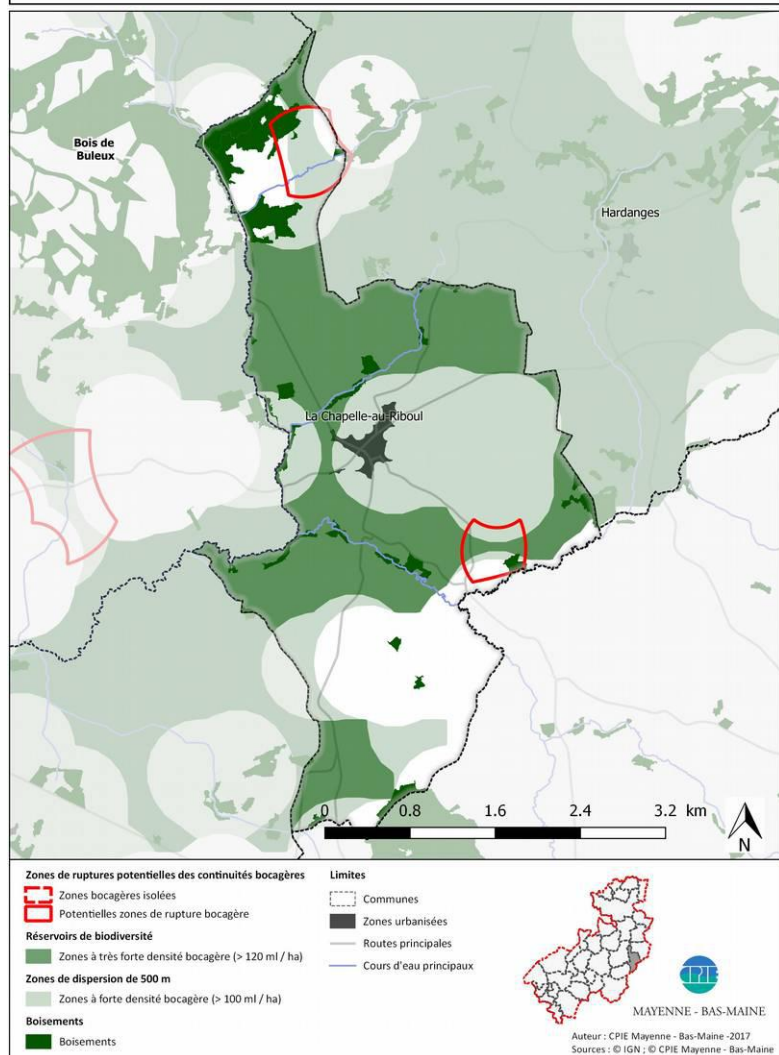 Bois de
Buleux
Hardanges
La Chapelle-au-Riboul
0 0.8 1.6 2.4 3.2 km
N
Zones de ruptures potentielles des continuités bocagères
Zones bocagères isolées
Potentielles zones de rupture bocagère
Réservoirs de biodiversité
Zones à très forte densité bocagère (> 120 ml / ha)
Zones de dispersion de 500 m
Zones à forte densité bocagère (> 100 ml / ha)
Boisements
Boisements
Limites
Communes
Zones urbanisées
Routes principales
Cours d'eau principaux
CPIE
MAYENNE - BAS-MAINE
Auteur : CPIE Mayenne - Bas-Maine -2017
Sources : © IGN ; © CPIE Mayenne - Bas-Maine